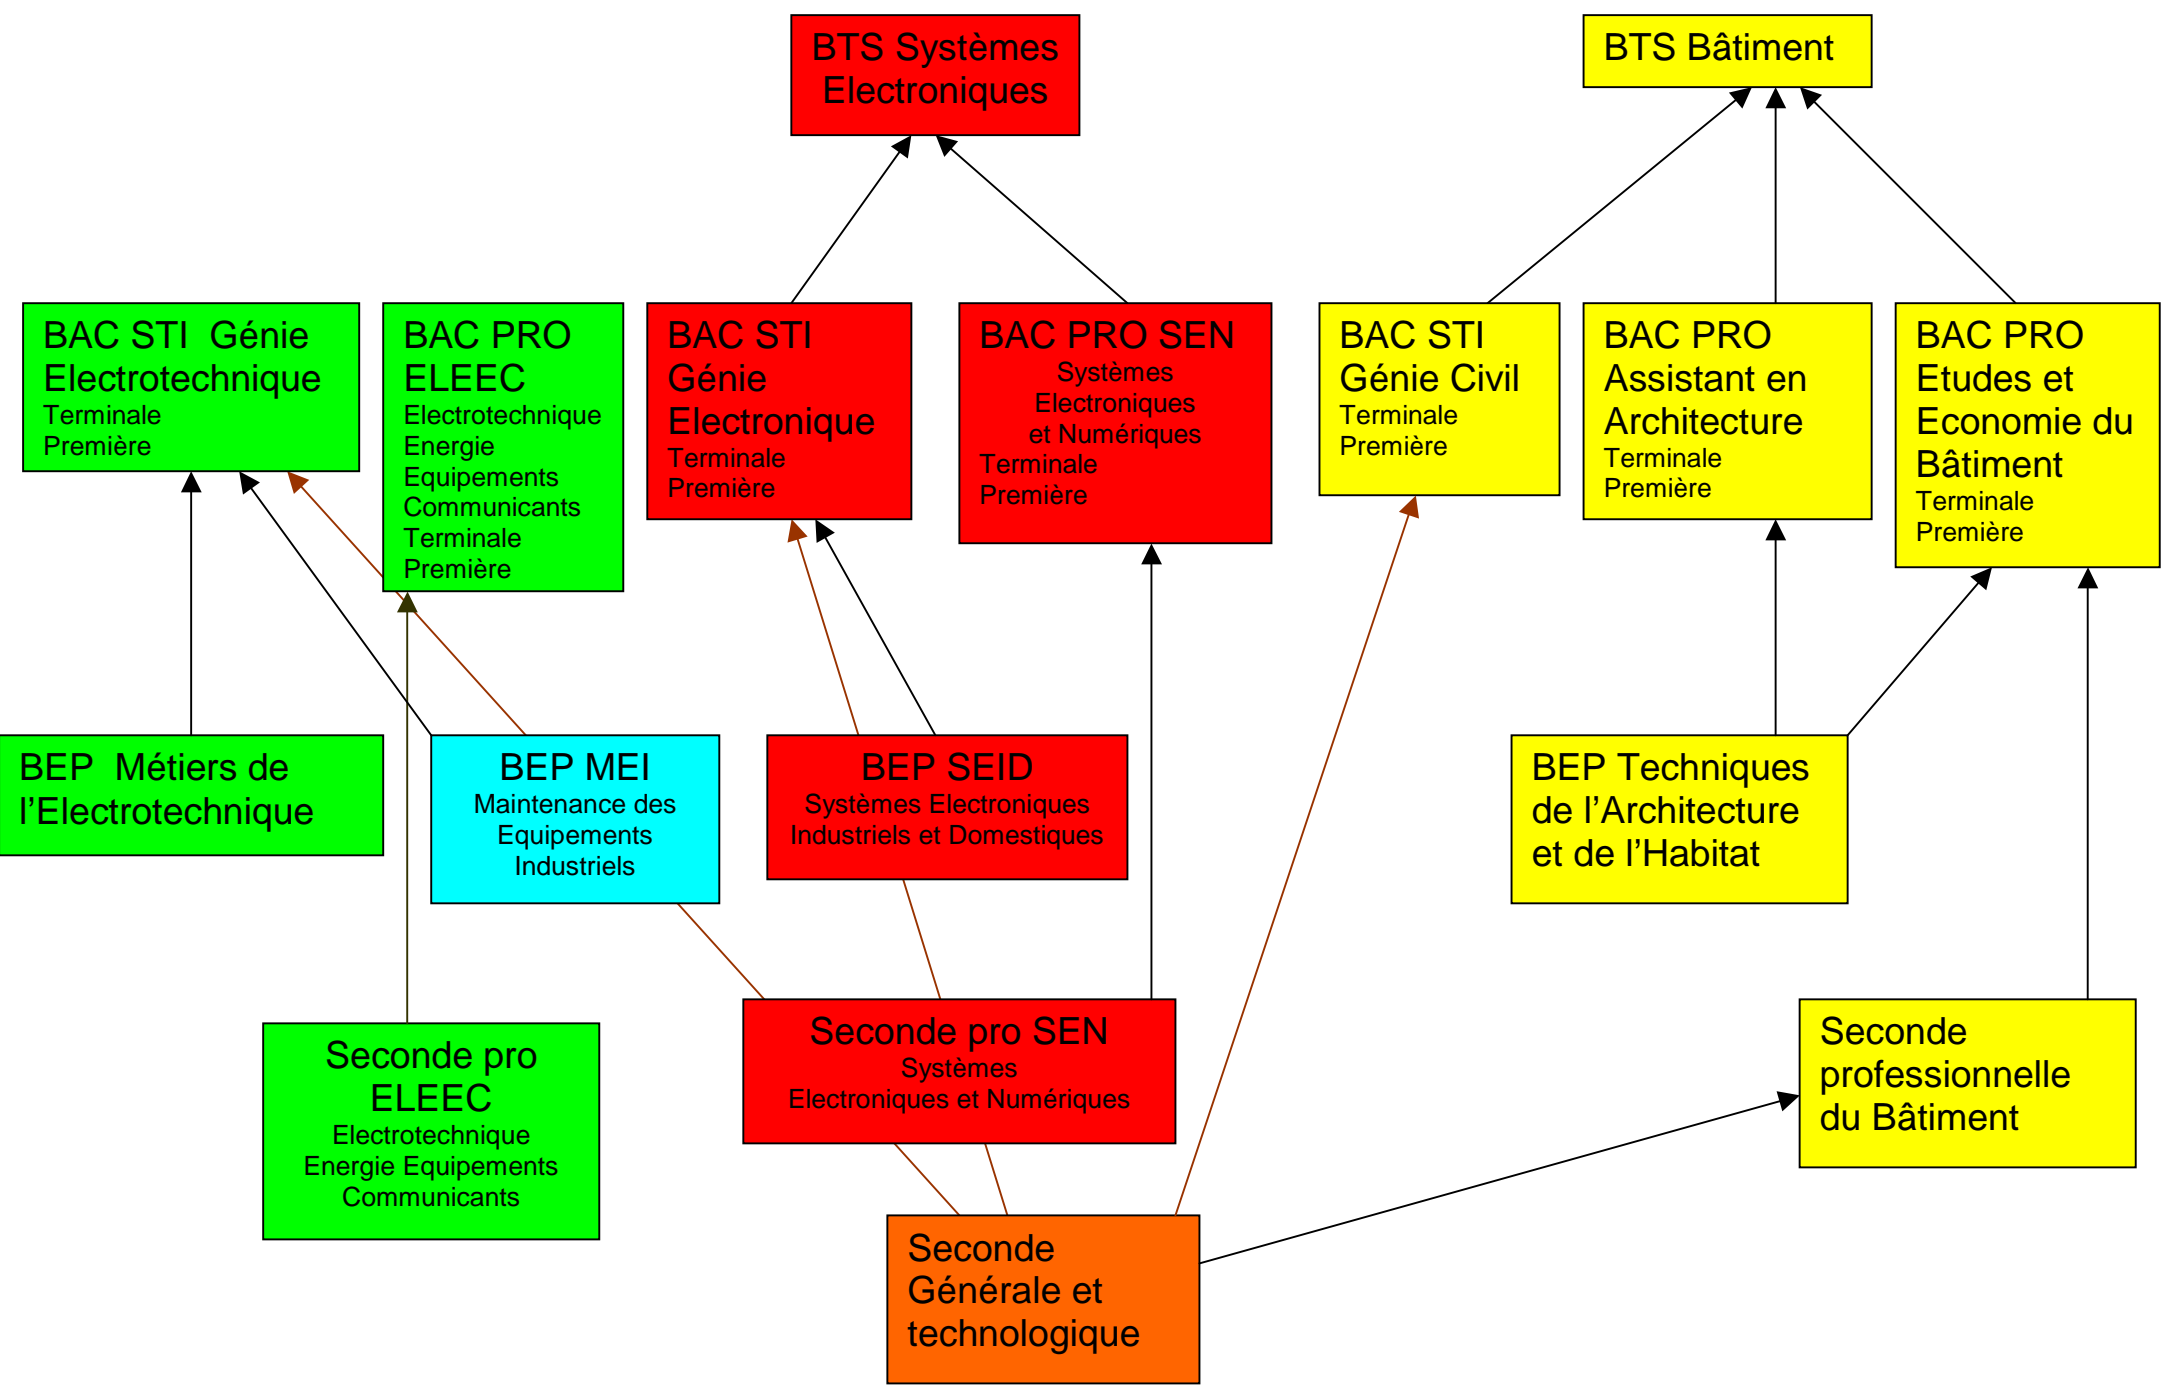 BTS Systèmes
Electroniques
BTS Bâtiment
BAC STI  Génie
Electrotechnique
Terminale
Première
BAC PRO
ELEEC
Electrotechnique
Energie
Equipements
Communicants
Terminale
Première
BAC STI
Génie
Electronique
Terminale
Première
BAC PRO SEN
Systèmes
Electroniques
et Numériques
Terminale
Première
BAC STI
Génie Civil
Terminale
Première
BAC PRO
Assistant en
Architecture
Terminale
Première
BAC PRO
Etudes et
Economie du
Bâtiment
Terminale
Première
BEP  Métiers de
l’Electrotechnique
BEP MEI
Maintenance des
Equipements
Industriels
BEP SEID
Systèmes Electroniques
Industriels et Domestiques
BEP Techniques
de l’Architecture
et de l’Habitat
Seconde pro
ELEEC
Electrotechnique
Energie Equipements
Communicants
Seconde pro SEN
Systèmes
Electroniques et Numériques
Seconde
professionnelle
du Bâtiment
Seconde
Générale et
technologique